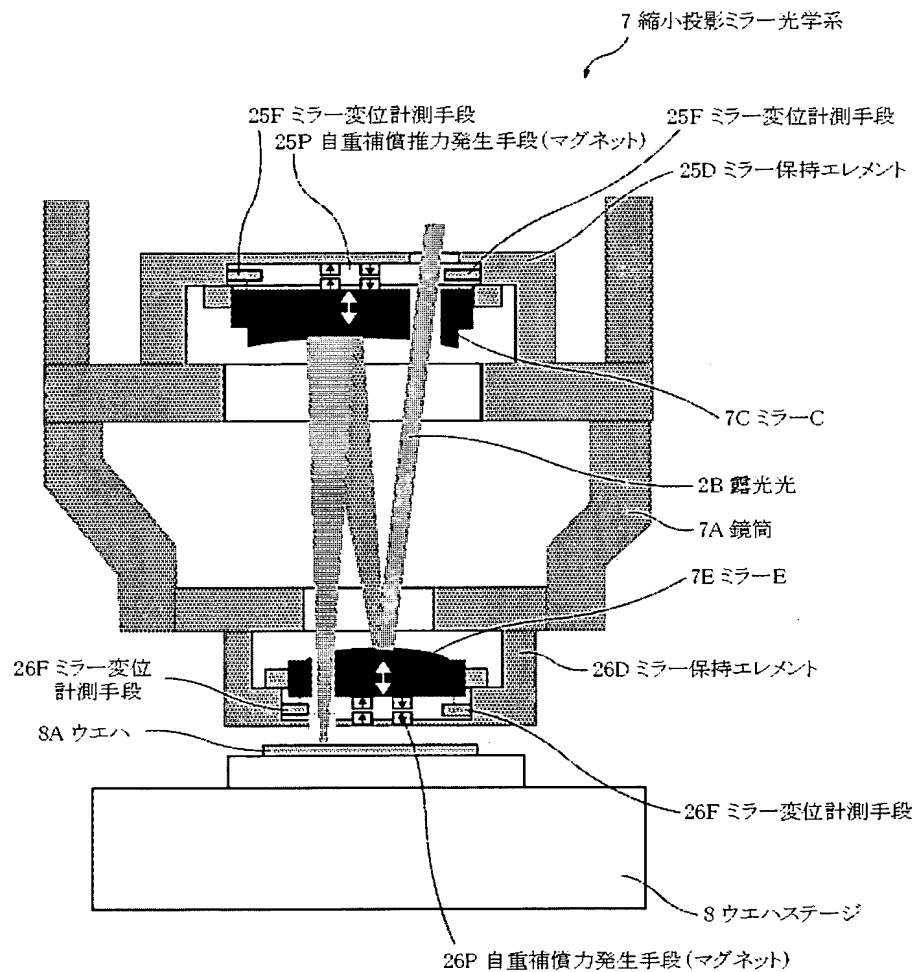 7 縮小投影ミラー光学系
25F ミラー変位計測手段
25P 自重補償推力発生手段(マグネット)
25F ミラー変位計測手段
25D ミラー保持エレメント
7C ミラーC
2B 露光光
7A 鏡筒
7E ミラーE
26F ミラー変位
計測手段
26D ミラー保持エレメント
8A ウエハ
26F ミラー変位計測手段
8 ウエハステージ
26P 自重補償力発生手段(マグネット)